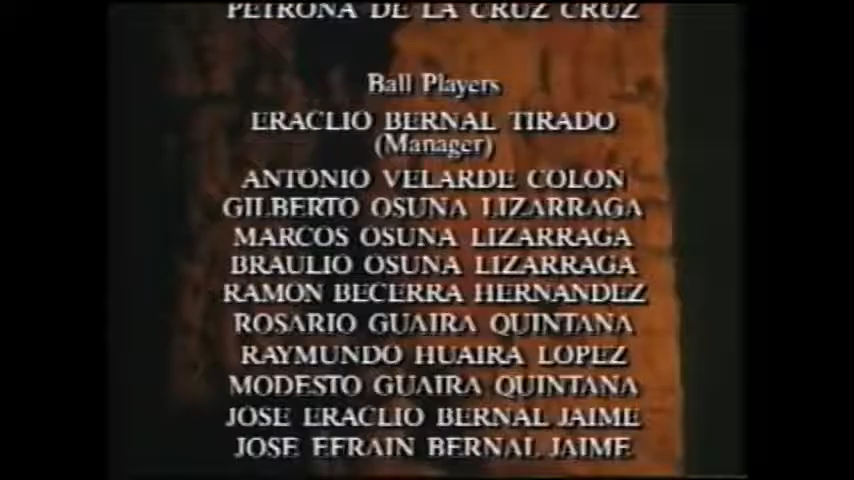 PETRONA DE LA CRUZ CRUZ
Ball Players
ERACLIO BERNAL TIRADO
(Manager)
ANTONIO VELARDE COLON
GILBERTO OSUNA LIZARRAGA
MARCOS OSUNA LIZARRAGA
BRAULIO OSUNA LIZARRAGA
RAMON BECERRA HERNANDEZ
ROSARIO GUAIRA QUINTANA
RAYMUNDO HUAIRA LOPEZ
MODESTO GUAIRA QUINTANA
JOSE ERACLIO BERNAL JAIME
JOSE EFRAIN BERNAL JAIME